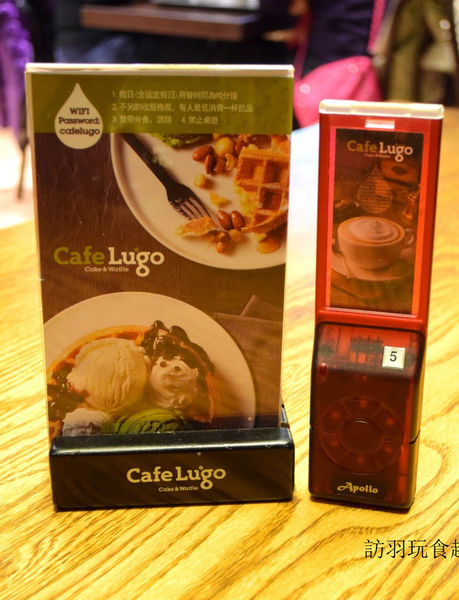 WIFI
Password:
cafelugo
1. 假日(含國定假日)用餐時間為90分鐘
2. 不另酌收服務費，每人最低消費一杯飲品
3. 禁帶外食、酒類 4. 禁止桌遊
Cafe Lugo
Cake & Waffle
Cafe Lugo
Cake & Waffle
Cafe Lugo
Cake & Waffle
5
Apollo
訪羽玩食